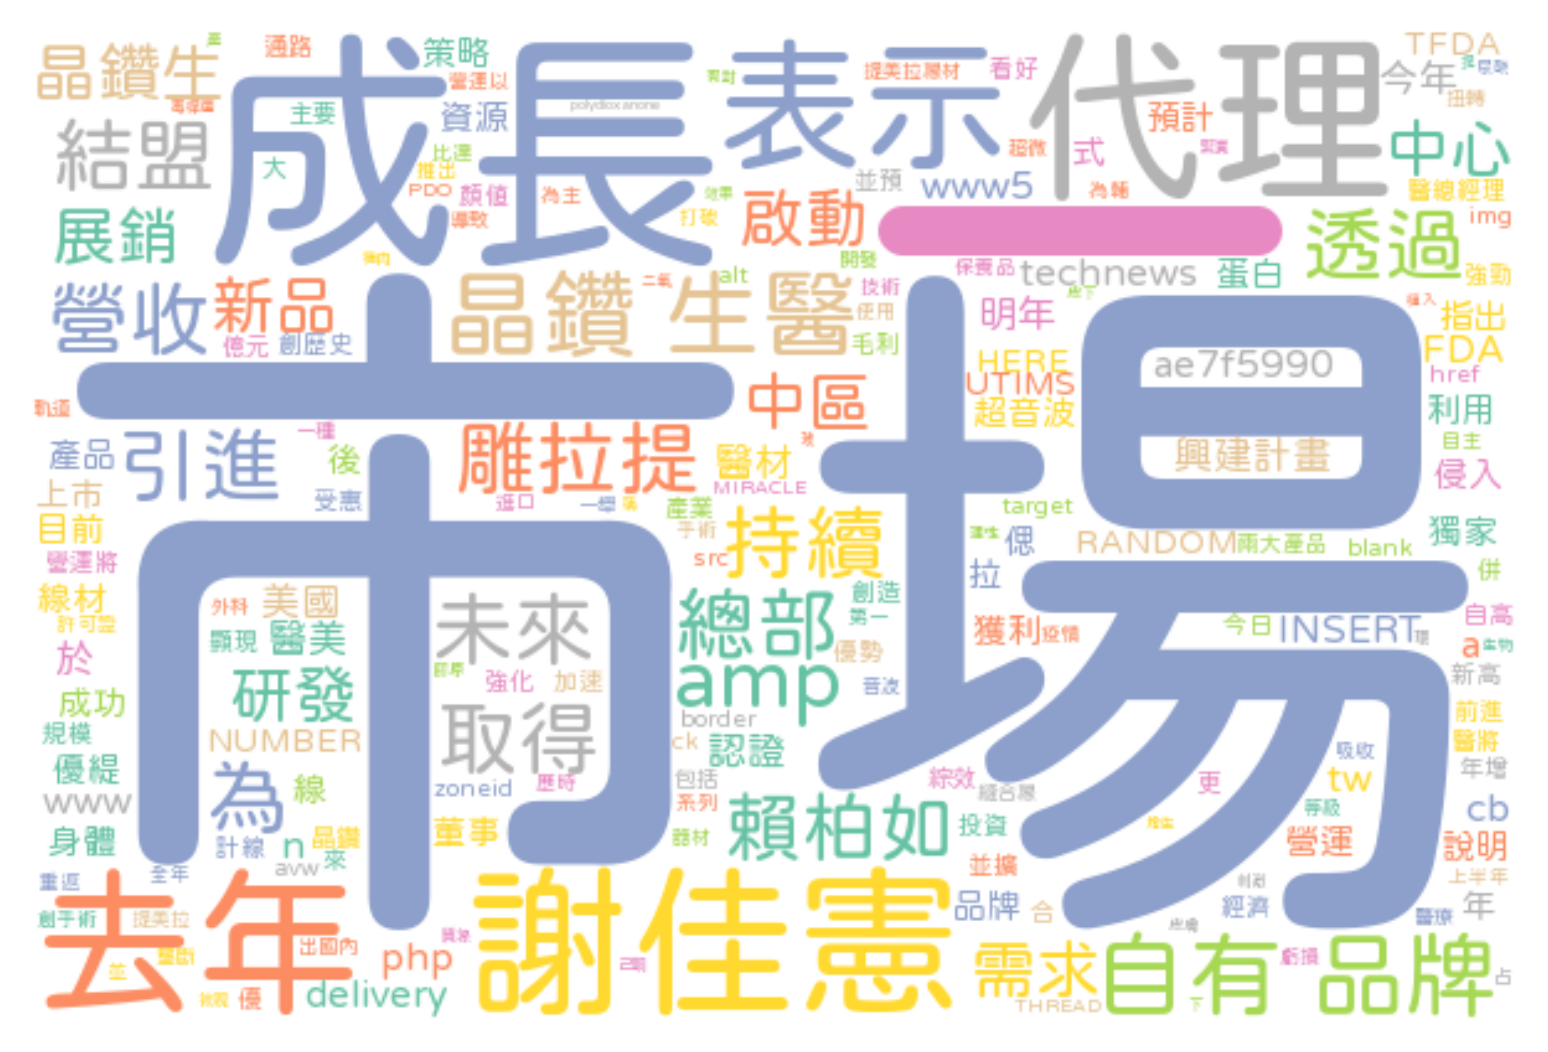 晶鑽生
通路
策略
營運以
資源
主要
大
結盟
成長
polydioxanone
比達
推出
PDO
顏值
為主
導致
表示
提美拉線材
看好
代理
TFDA
今年
扭轉
預計
中心
超微
式
並預
www5
為輔
醫總經理
img
展銷
打破
啟動
一
透過
開發
保養品
technews
蛋白
強勁
營收
新品
億元
創歷史
晶鑽 生醫
alt
技術
使用
毛利
明年
指出
FDA
HERE
UTIMS
超音波
ae7f5990
href
利用
自主
軌道
市場
中區
產品
引進
一種
後
雕拉提
醫材
MIRACLE
興建計畫
侵入
上市
受惠
進口
產業
target
目前
手術
持續
src
偲
RANDOM
兩大產品
blank
獨家
營運將
拉
併
線材
許可證
外科
美國
未來
總部
創造
第一
獲利
疫情
今日
INSERT
自高
a
生物
顯現
醫美
於
強化
加速
amp
優勢
音波
新高
成功
研發
取得
border
規模
NUMBER
ck
認證
前進
醫將
優緹
吸收
年增
為
線
zoneid
歷時
包括
綜效
縫合線
更
tw
www
系列
等級
cb
身體
計線
n
晶鑽
來
董事
器材
賴柏如
投資
營運
說明
avw
重返
全年
並擴
上半年
創手術
提美拉
去年
出國內
php
謝佳憲
品牌
合
經濟
醫療
年
皮膚
並
優
delivery
需求
THREAD
自有 品牌
虧損
占